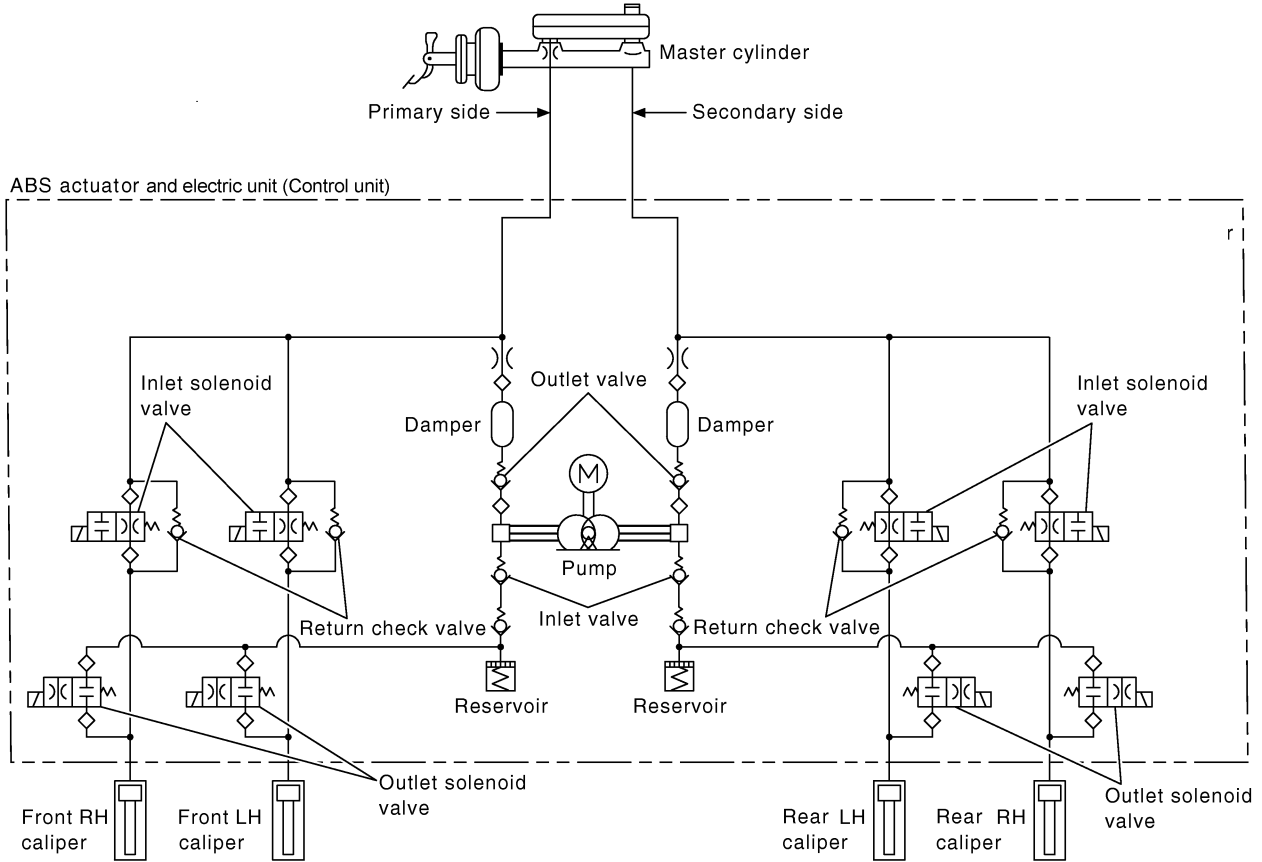 Master cylinder
Primary side
Secondary side
ABS actuator and electric unit (Control unit)
r
Inlet solenoid
valve
Outlet valve
Inlet solenoid
valve
Damper
Damper
M
Pump
Inlet valve
Return check valve
Return check valve
Reservoir
Reservoir
Outlet solenoid
valve
Outlet solenoid
valve
Front RH
caliper
Front LH
caliper
Rear LH
caliper
Rear RH
caliper